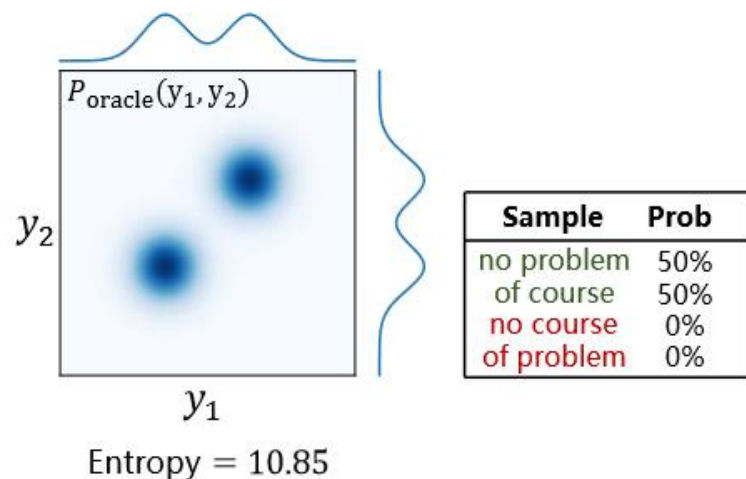 P_oracle(y₁, y₂)
y₂
y₁
Entropy = 10.85
Sample Prob
no problem 50%
of course 50%
no course 0%
of problem 0%